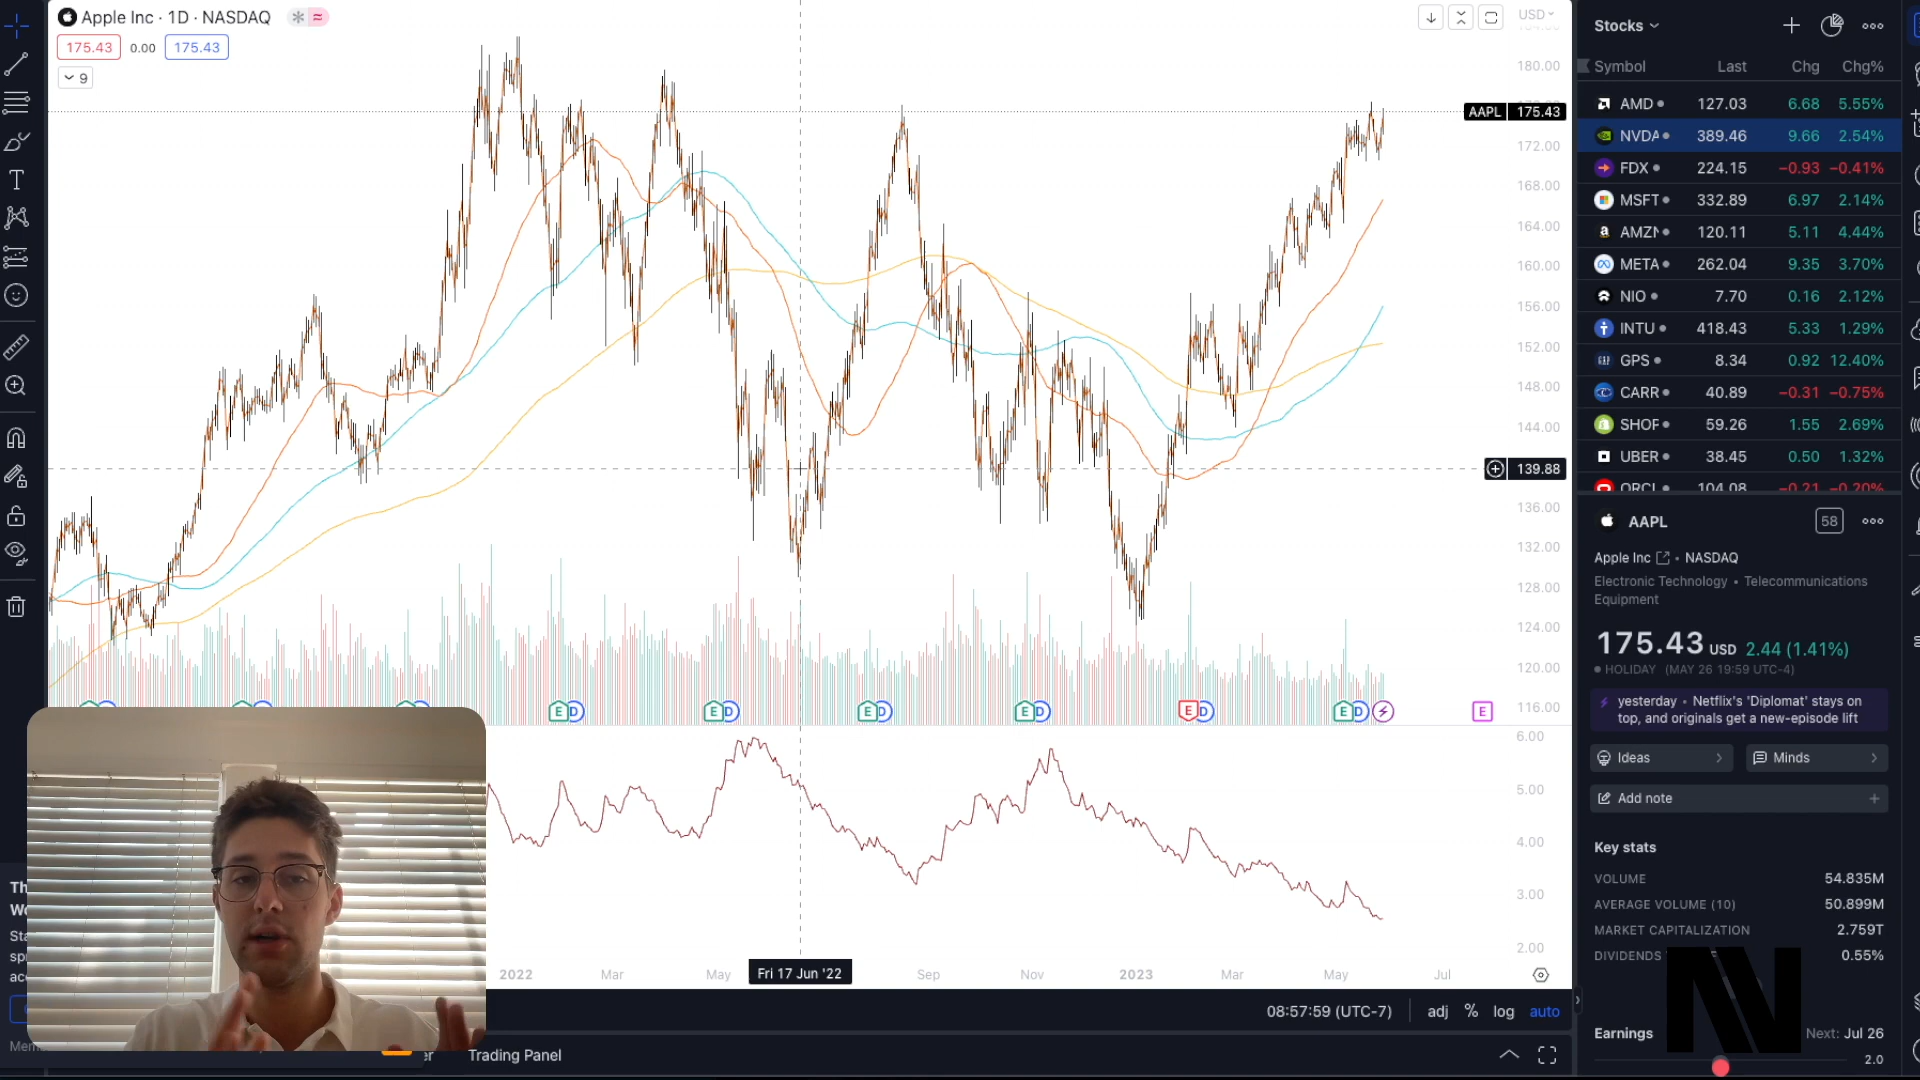 Apple Inc · 1D · NASDAQ
175.43 0.00 175.43
9
USD
180.00
AAPL 175.43
172.00
168.00
164.00
160.00
156.00
152.00
148.00
144.00
139.88
136.00
132.00
128.00
124.00
120.00
116.00
E D E D E D E D E D E D E
6.00
5.00
4.00
3.00
2.00
2022 Mar May Fri 17 Jun '22 Sep Nov 2023 Mar May Jul
08:57:59 (UTC-7) adj % log auto
Trading Panel
Stocks
Symbol Last Chg Chg%
AMD 127.03 6.68 5.55%
NVDA 389.46 9.66 2.54%
FDX 224.15 −0.93 −0.41%
MSFT 332.89 6.97 2.14%
AMZN 120.11 5.11 4.44%
META 262.04 9.35 3.70%
NIO 7.70 0.16 2.12%
INTU 418.43 5.33 1.29%
GPS 8.34 0.92 12.40%
CARR 40.89 −0.31 −0.75%
SHOP 59.26 1.55 2.69%
UBER 38.45 0.50 1.32%
ORCL 104.08 −0.21 −0.20%
AAPL 58
Apple Inc • NASDAQ
Electronic Technology • Telecommunications
Equipment
175.43 USD 2.44 (1.41%)
HOLIDAY (MAY 26 19:59 UTC-4)
yesterday • Netflix's 'Diplomat' stays on
top, and originals get a new-episode lift
Ideas Minds
Add note
Key stats
VOLUME 54.835M
AVERAGE VOLUME (10) 50.899M
MARKET CAPITALIZATION 2.759T
DIVIDENDS 0.55%
Earnings Next: Jul 26
2.0